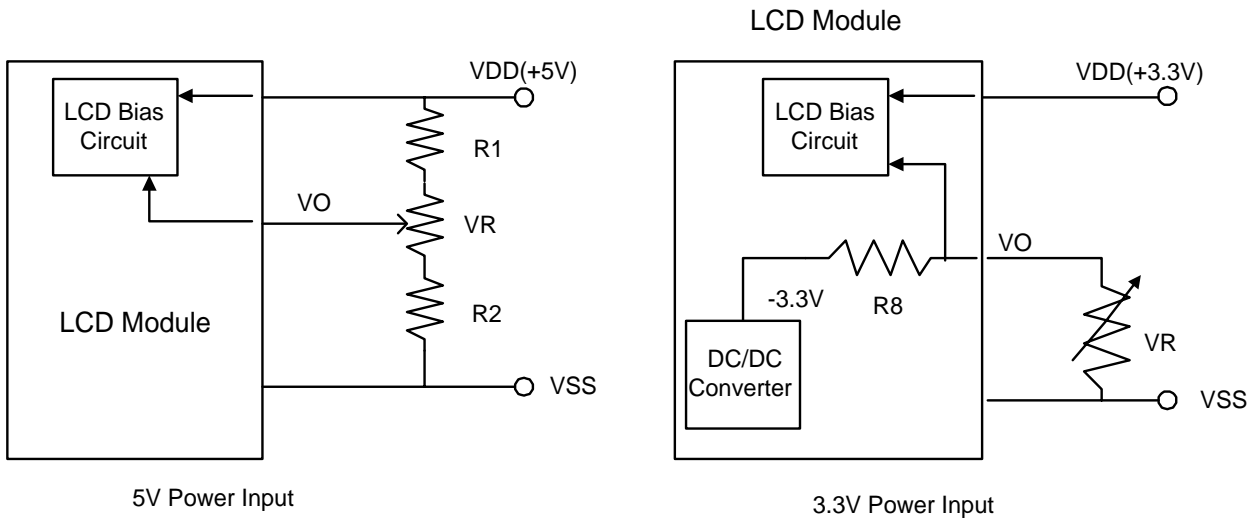 LCD Module
VDD(+5V)
LCD Bias
Circuit
R1
VO
VR
LCD Module
R2
VSS
5V Power Input
VDD(+3.3V)
LCD Bias
Circuit
VO
-3.3V
R8
VR
DC/DC
Converter
VSS
3.3V Power Input